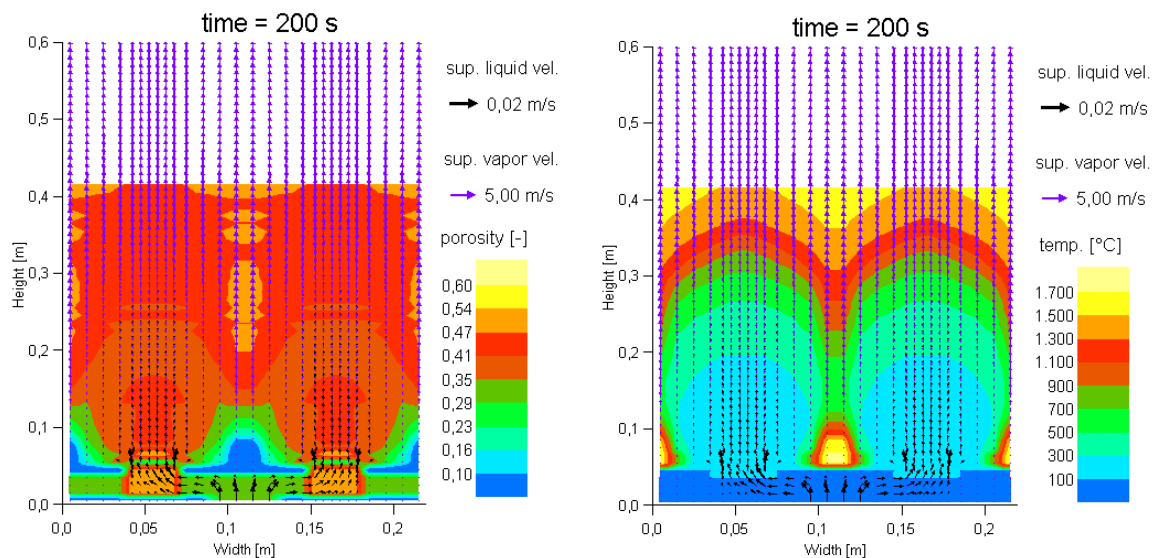 time = 200 s
0,6
0,5
0,4
0,3
0,2
0,1
0,0
Height [m]
0,0 0,05 0,1 0,15 0,2
Width [m]
sup. liquid vel.
0,02 m/s
sup. vapor vel.
5,00 m/s
porosity [-]
0,60
0,54
0,47
0,41
0,35
0,29
0,23
0,16
0,10
time = 200 s
0,6
0,5
0,4
0,3
0,2
0,1
0,0
Height [m]
0,0 0,05 0,1 0,15 0,2
Width [m]
sup. liquid vel.
0,02 m/s
sup. vapor vel.
5,00 m/s
temp. [°C]
1.700
1.500
1.300
1.100
900
700
500
300
100